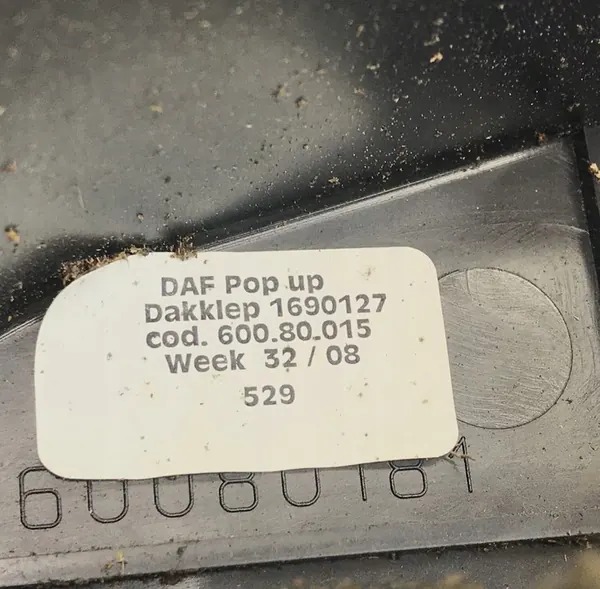 DAF Pop up
Dakklep 1690127
cod. 600.80.015
Week 32 / 08
529
60080181